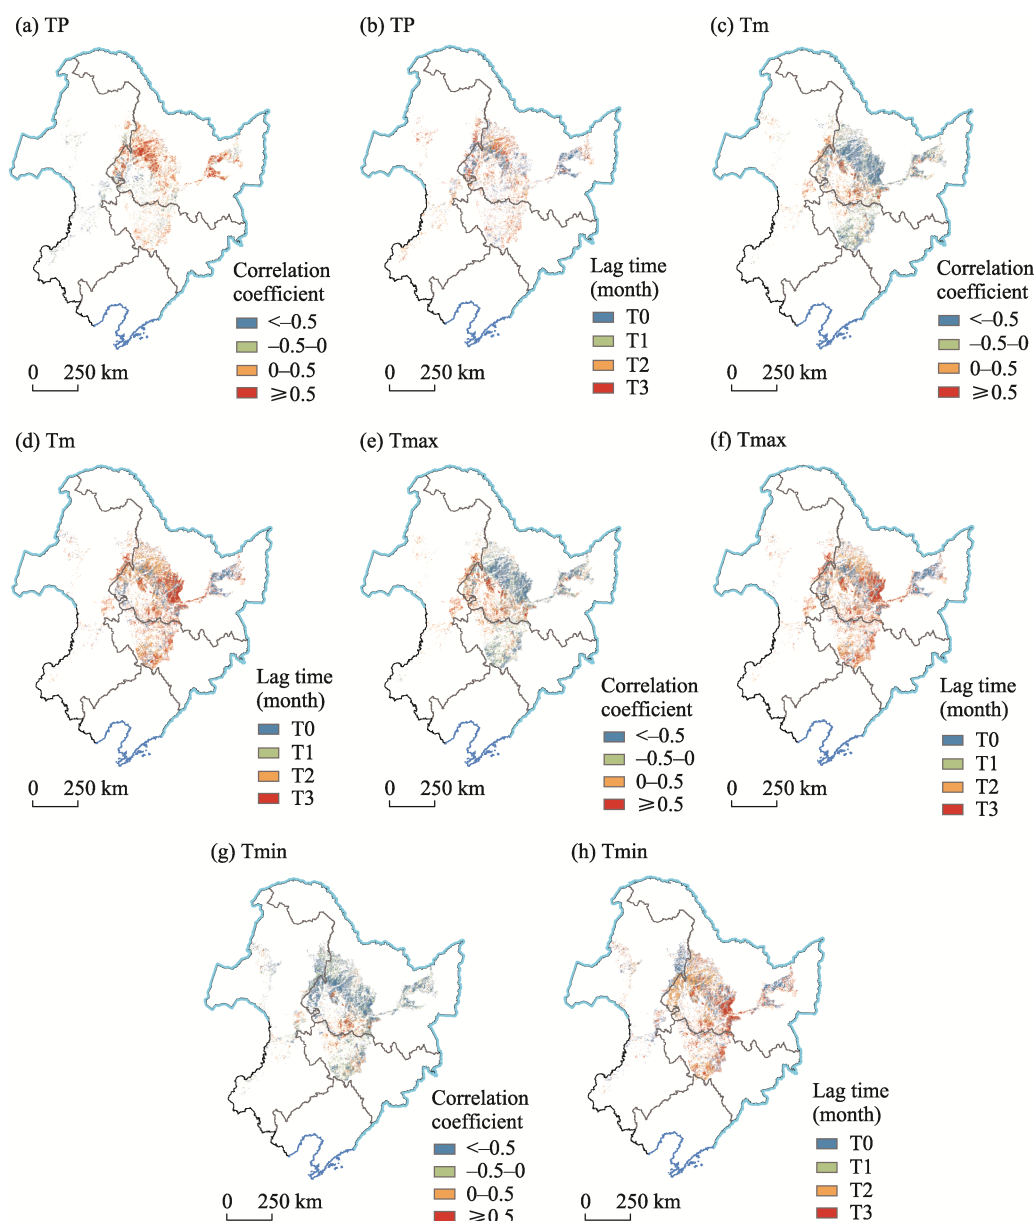 (a) TP
(b) TP
(c) Tm
Correlation
coefficient
<–0.5
–0.5–0
0–0.5
⩾0.5
0 250 km
Lag time
(month)
T0
T1
T2
T3
0 250 km
Correlation
coefficient
<–0.5
–0.5–0
0–0.5
⩾0.5
0 250 km
(d) Tm
(e) Tmax
(f) Tmax
Lag time
(month)
T0
T1
T2
T3
0 250 km
Correlation
coefficient
<–0.5
–0.5–0
0–0.5
⩾0.5
0 250 km
Lag time
(month)
T0
T1
T2
T3
0 250 km
(g) Tmin
(h) Tmin
Correlation
coefficient
<–0.5
–0.5–0
0–0.5
⩾0.5
0 250 km
Lag time
(month)
T0
T1
T2
T3
0 250 km